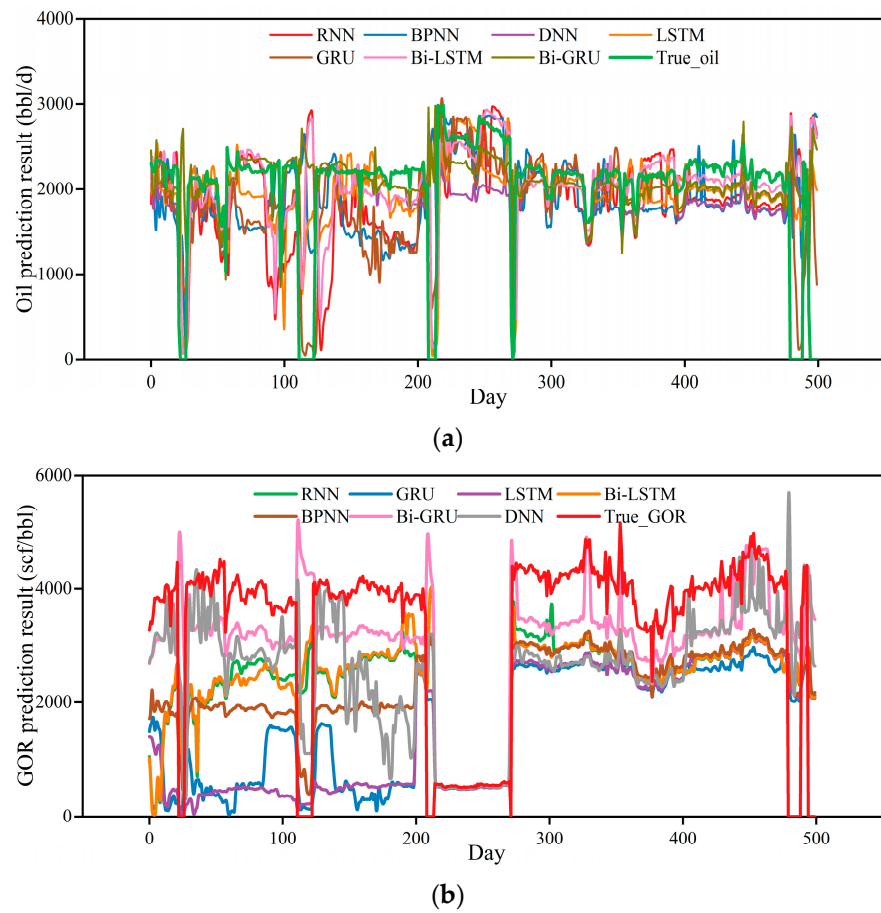 4000
RNN BPNN DNN LSTM
GRU Bi-LSTM Bi-GRU True_oil
3000
2000
1000
0
Oil prediction result (bbl/d)
0 100 200 300 400 500
Day
(a)
6000
RNN GRU LSTM Bi-LSTM
BPNN Bi-GRU DNN True_GOR
4000
2000
0
GOR prediction result (scf/bbl)
0 100 200 300 400 500
Day
(b)